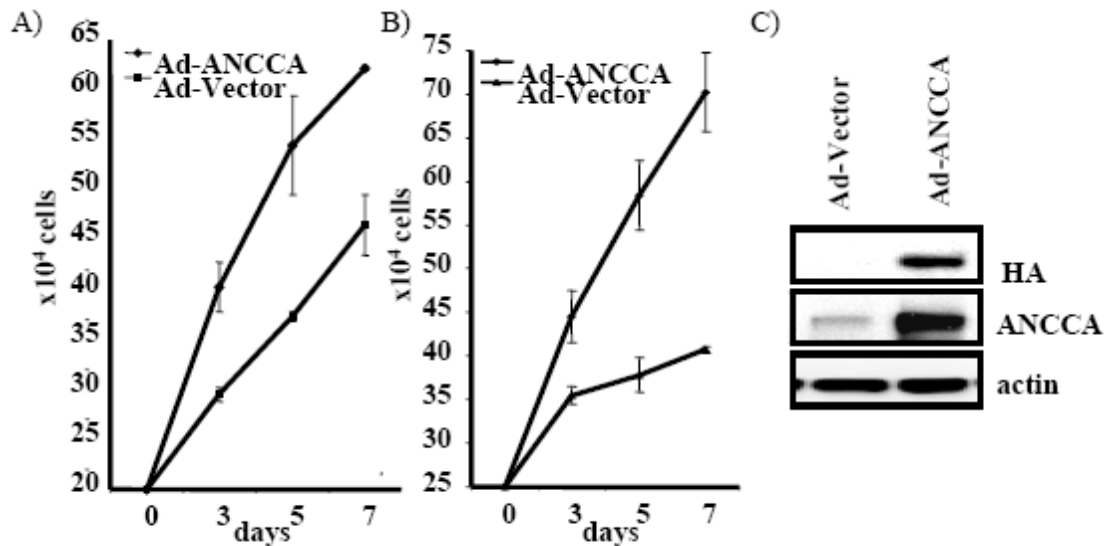 A)
Ad-ANCCA
Ad-Vector
x10⁴ cells
65
60
55
50
45
40
35
30
25
20
0 3 5 7
days
B)
Ad-ANCCA
Ad-Vector
x10⁴ cells
75
70
65
60
55
50
45
40
35
30
25
0 3 5 7
days
C)
Ad-Vector
Ad-ANCCA
HA
ANCCA
actin